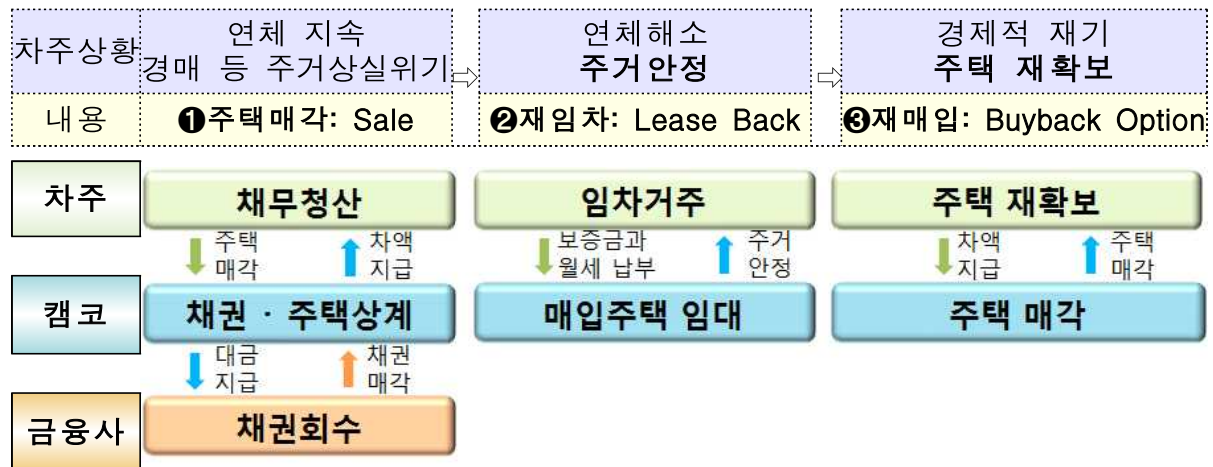 차주상황
연체 지속
경매 등 주거상실위기
⇨
연체해소
주거안정
⇨
경제적 재기
주택 재확보
내용
❶주택매각: Sale
❷재임차: Lease Back
❸재매입: Buyback Option
차주
채무청산
임차거주
주택 재확보
주택
매각
차액
지급
보증금과
월세 납부
주거
안정
차액
지급
주택
매각
캠코
채권 · 주택상계
매입주택 임대
주택 매각
대금
지급
채권
매각
금융사
채권회수